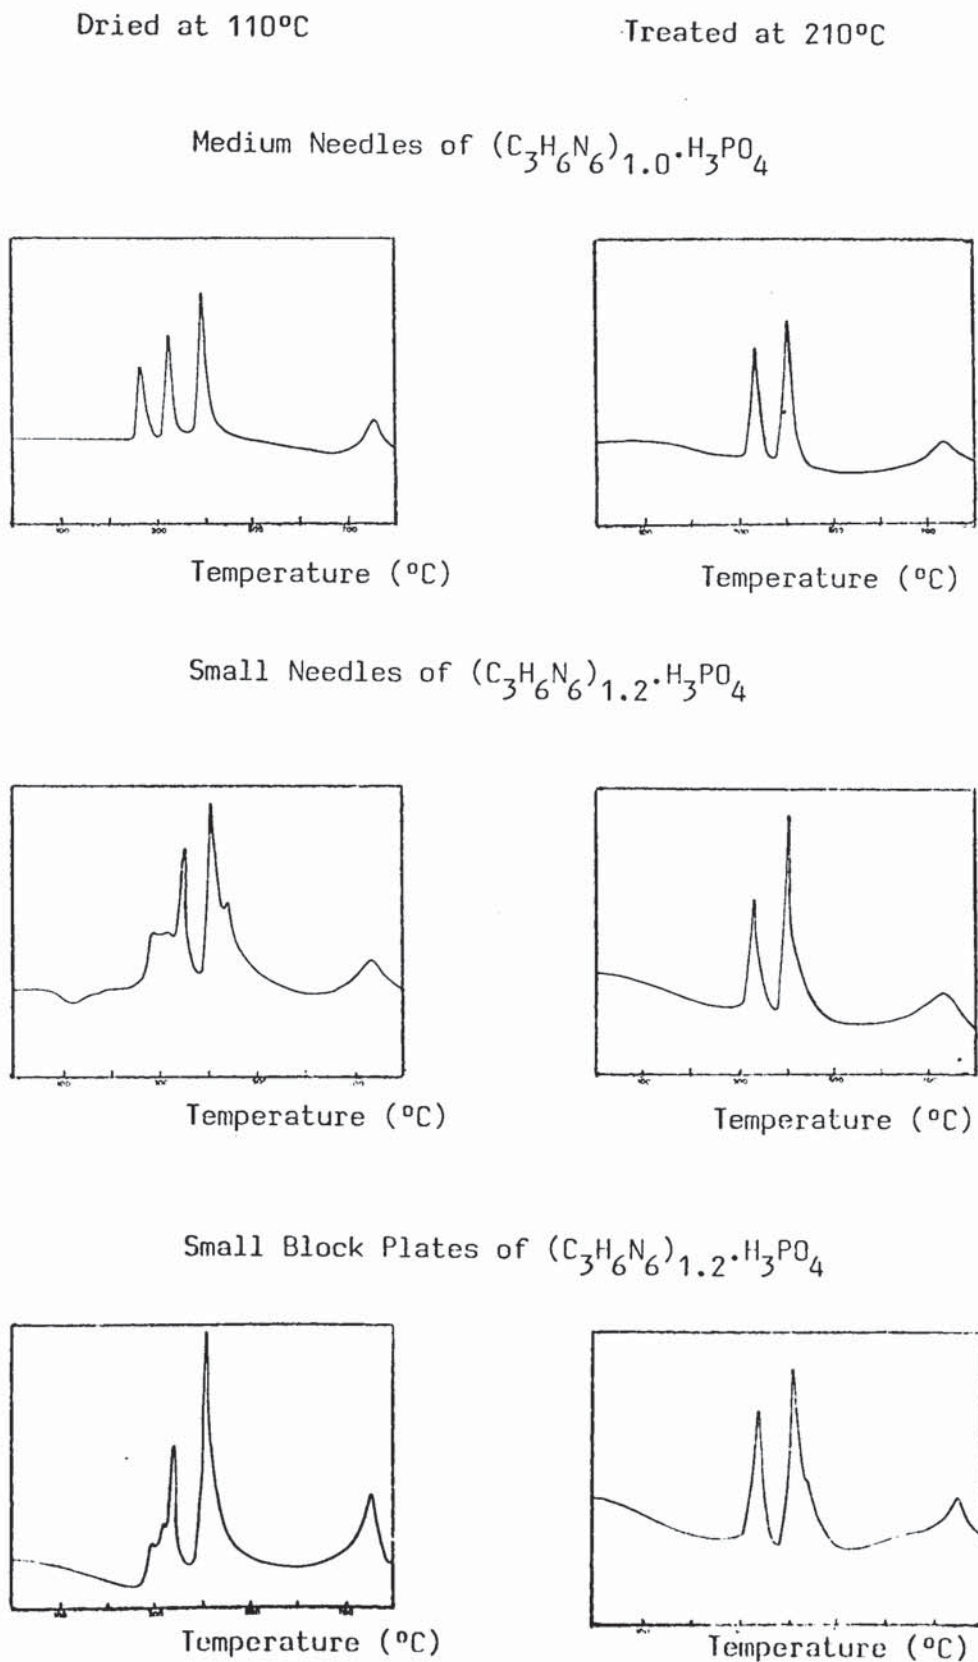 Dried at 110ºC
Treated at 210ºC
Medium Needles of (C3H6N6)1.0.H3PO4
700
Temperature (ºC)
Temperature (ºC)
Small Needles of (C3H6N6)1.2.H3PO4
Temperature (ºC)
Temperature (ºC)
Small Block Plates of (C3H6N6)1.2.H3PO4
Temperature (ºC)
Temperature (ºC)